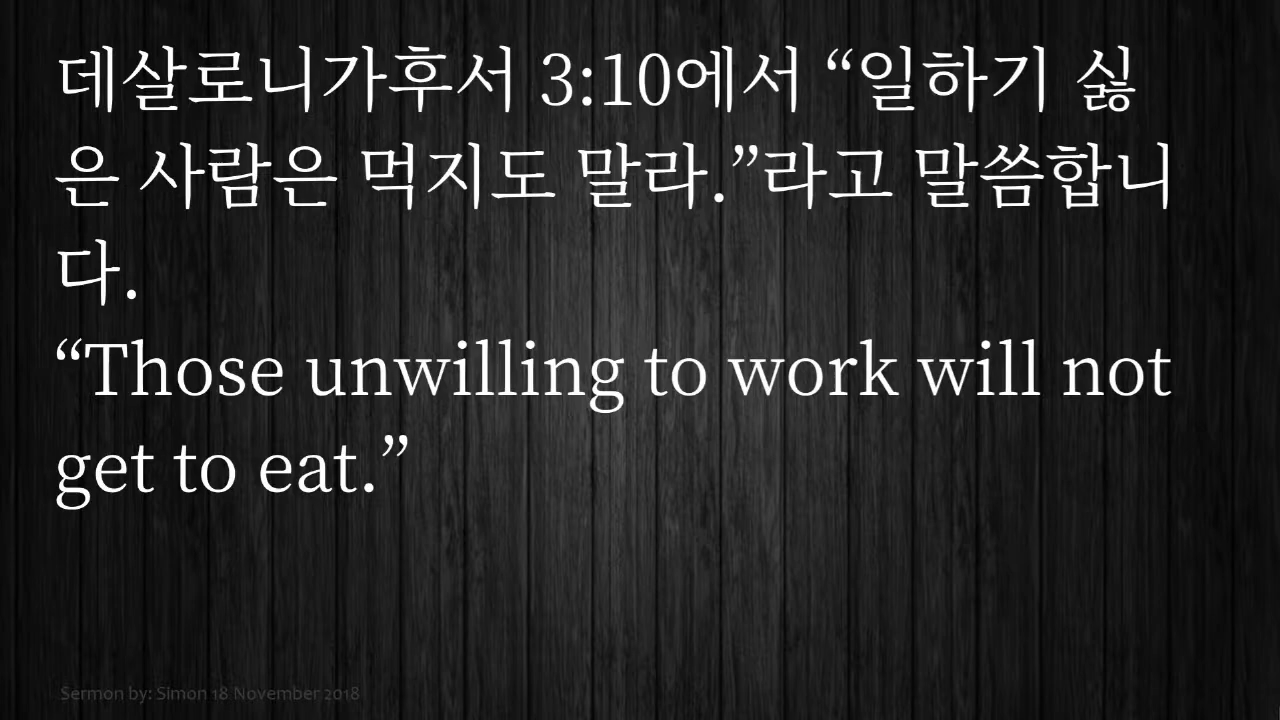 데살로니가후서 3:10에서 “일하기 싫
은 사람은 먹지도 말라.”라고 말씀합니
다.
“Those unwilling to work will not
get to eat.”
Sermon by: Simon 18 November 2018